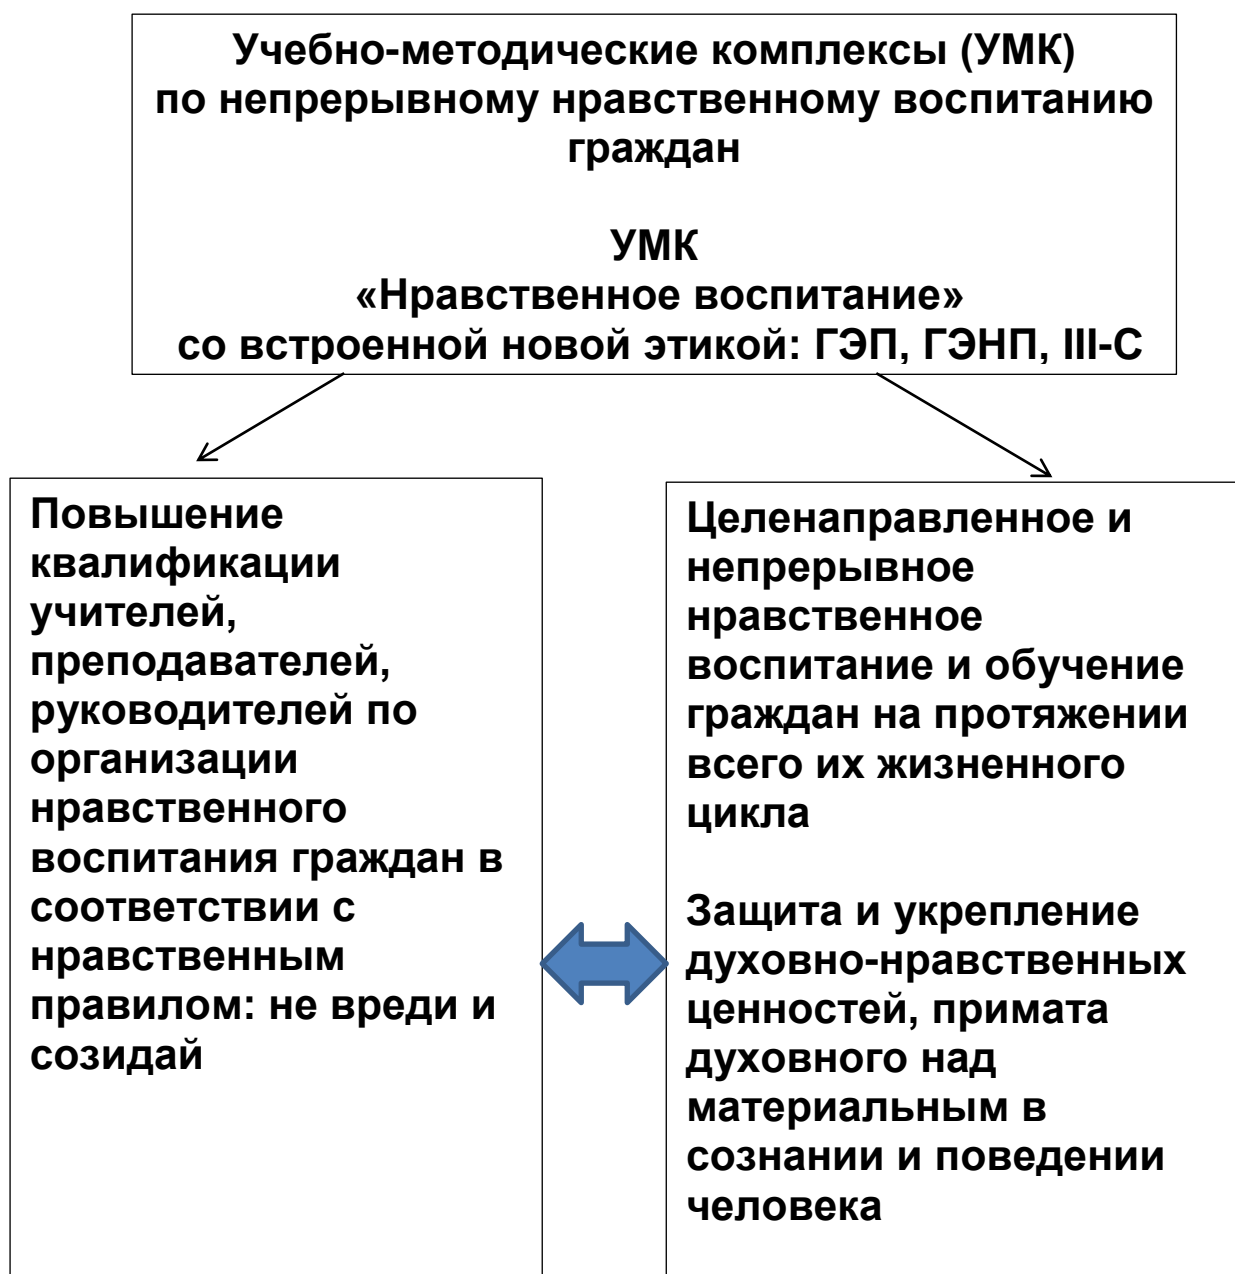 Учебно-методические комплексы (УМК)
по непрерывному нравственному воспитанию
граждан
УМК
«Нравственное воспитание»
со встроенной новой этикой: ГЭП, ГЭНП, III-С
Повышение
квалификации
учителей,
преподавателей,
руководителей по
организации
нравственного
воспитания граждан в
соответствии с
нравственным
правилом: не вреди и
созидай
Целенаправленное и
непрерывное
нравственное
воспитание и обучение
граждан на протяжении
всего их жизненного
цикла
Защита и укрепление
духовно-нравственных
ценностей, примата
духовного над
материальным в
сознании и поведении
человека